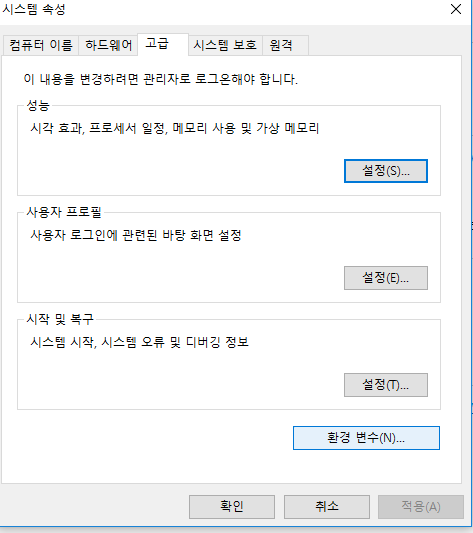 시스템 속성
컴퓨터 이름 하드웨어 고급 시스템 보호 원격
이 내용을 변경하려면 관리자로 로그온해야 합니다.
성능
시각 효과, 프로세서 일정, 메모리 사용 및 가상 메모리
설정(S)...
사용자 프로필
사용자 로그인에 관련된 바탕 화면 설정
설정(E)...
시작 및 복구
시스템 시작, 시스템 오류 및 디버깅 정보
설정(T)...
환경 변수(N)...
확인 취소 적용(A)